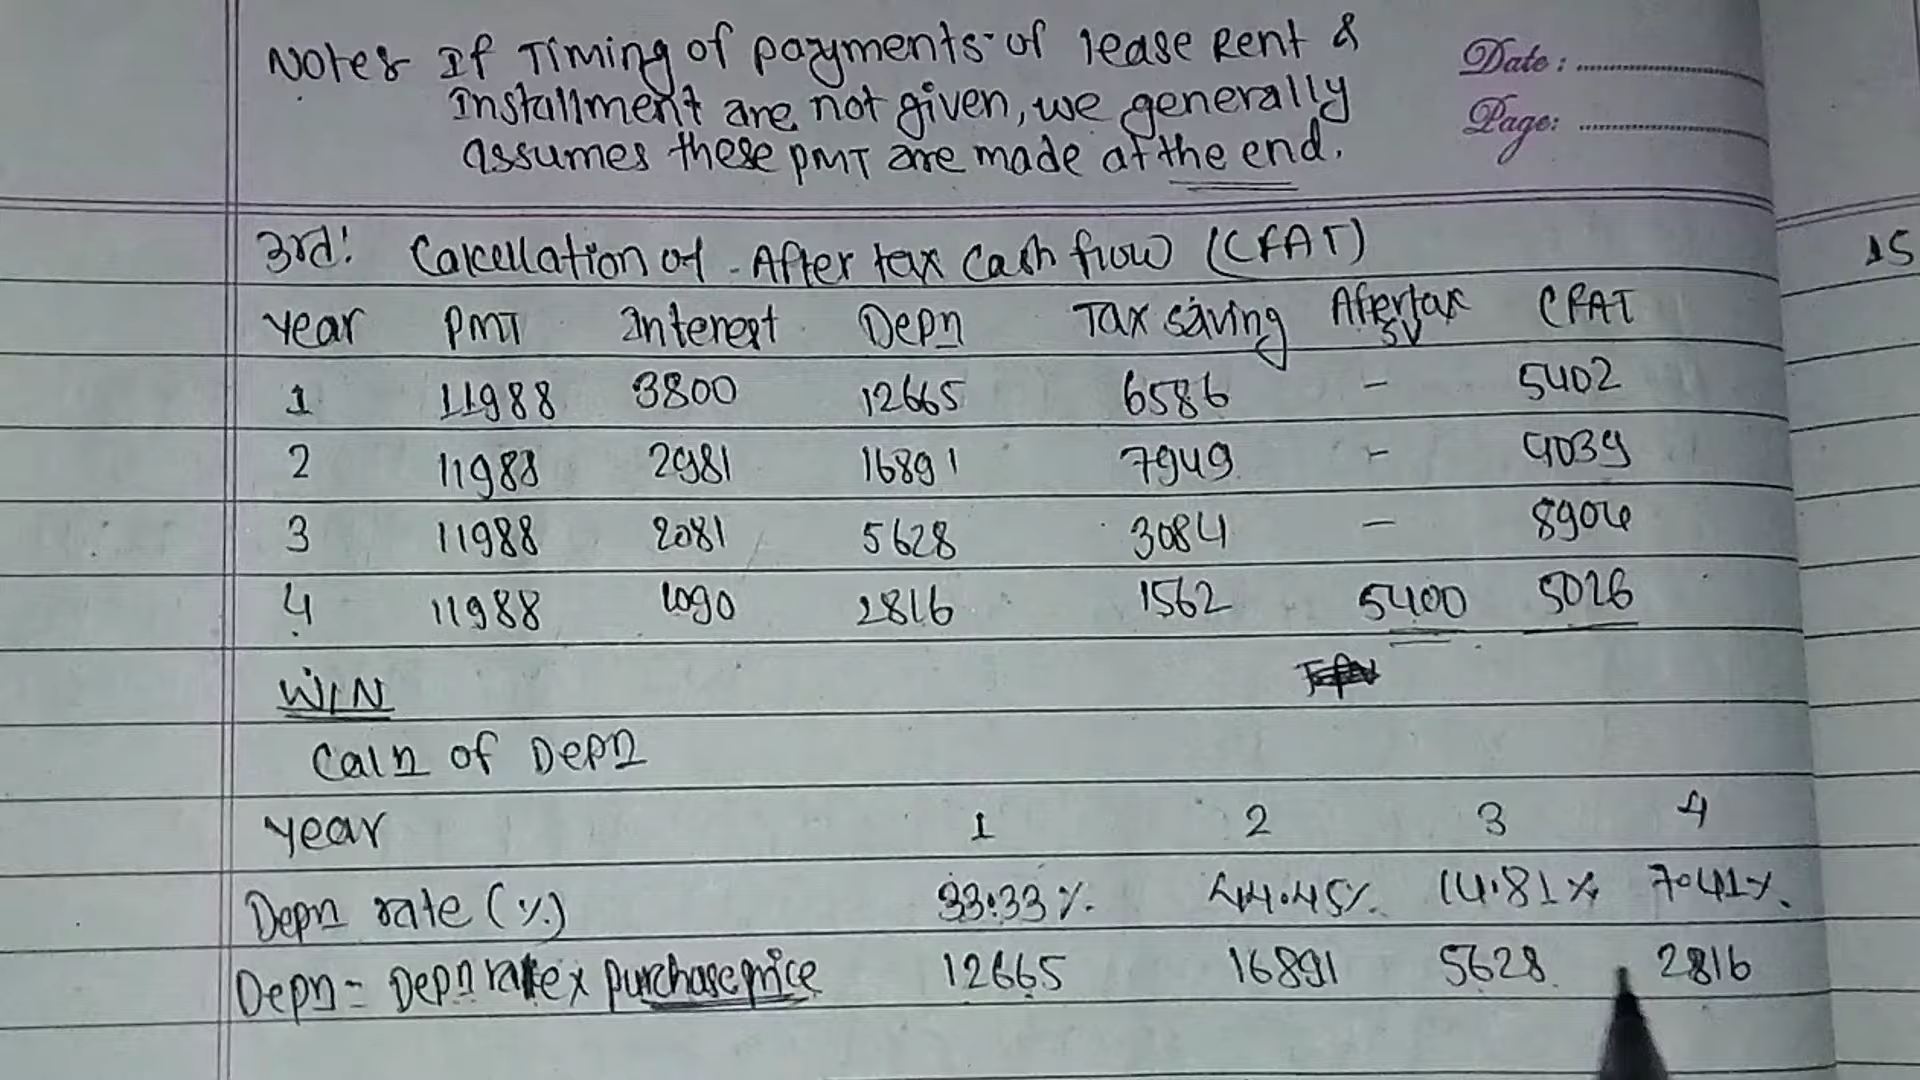 Notes If Timing of payments of lease Rent &
Installment are not given, we generally
assumes these PMT are made at the end.
Date :
Page:
3rd: Calcullation of After tax Cash flow (CFAT)
15
Year PMT Interest Depn Tax saving Afertax SV CFAT
1 11988 3800 12665 6586 - 5402
2 11988 2981 16891 7949 - 4039
3 11988 2081 5628 3084 - 8904
4 11988 1090 2816 1562 5400 5026
W/N
Caln of Depn
Year 1 2 3 4
Depn rate (%) 33.33% 44.45% 14.81% 7.41%
Depn = Depn rate x purchase price 12665 16891 5628 2816